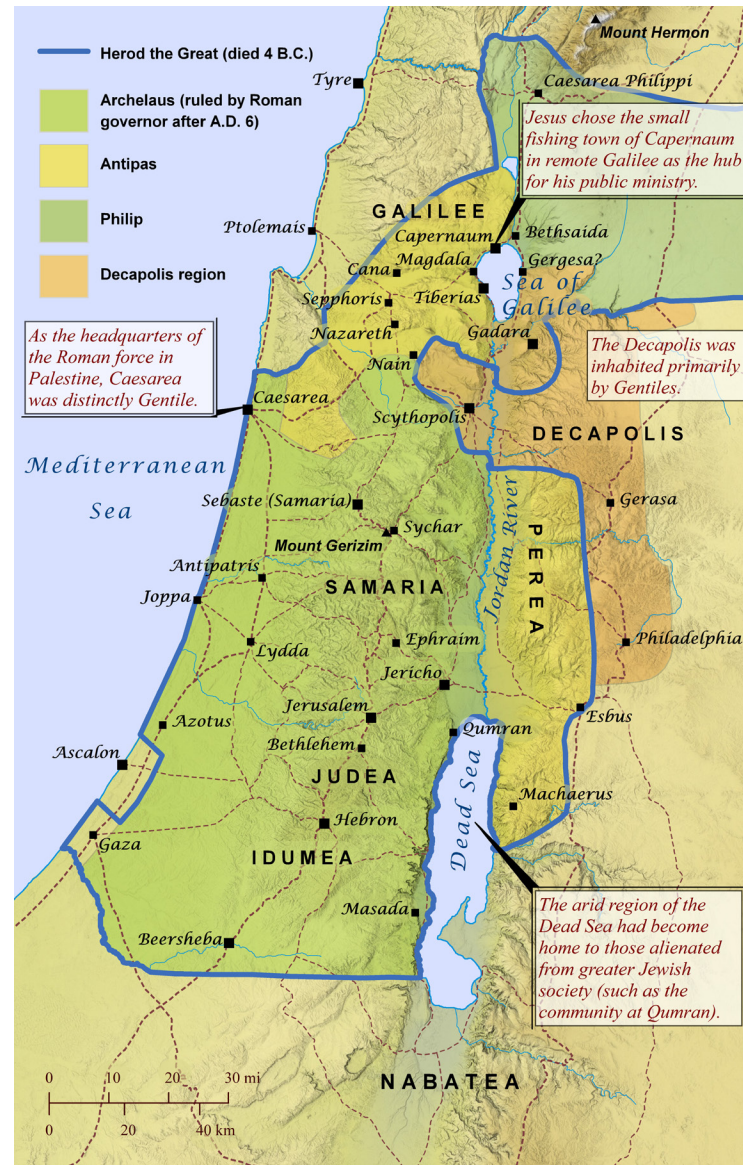 Herod the Great (died 4 B.C.)
Archelaus (ruled by Roman
governor after A.D. 6)
Antipas
Philip
Decapolis region
Mount Hermon
Tyre
Caesarea Philippi
Jesus chose the small
fishing town of Capernaum
in remote Galilee as the hub
for his public ministry.
GALILEE
Ptolemais
Capernaum
Bethsaida
Magdala
Gergesa?
Cana
Sea of
Galilee
Sepphoris
Tiberias
Nazareth
Gadara
As the headquarters of
the Roman force in
Palestine, Caesarea
was distinctly Gentile.
The Decapolis was
inhabited primarily
by Gentiles.
Nain
Caesarea
Scythopolis
DECAPOLIS
Mediterranean
Sea
Sebaste (Samaria)
Gerasa
Sychar
Mount Gerizim
Jordan River
PEREA
Antipatris
SAMARIA
Joppa
Lydda
Ephraim
Philadelphia
Jericho
Jerusalem
Esbus
Azotus
Qumran
Bethlehem
Ascalon
JUDEA
Dead Sea
Machaerus
Hebron
Gaza
IDUMEA
Masada
The arid region of the
Dead Sea had become
home to those alienated
from greater Jewish
society (such as the
community at Qumran).
Beersheba
NABATEA
0 10 20 30 mi
0 20 40 km